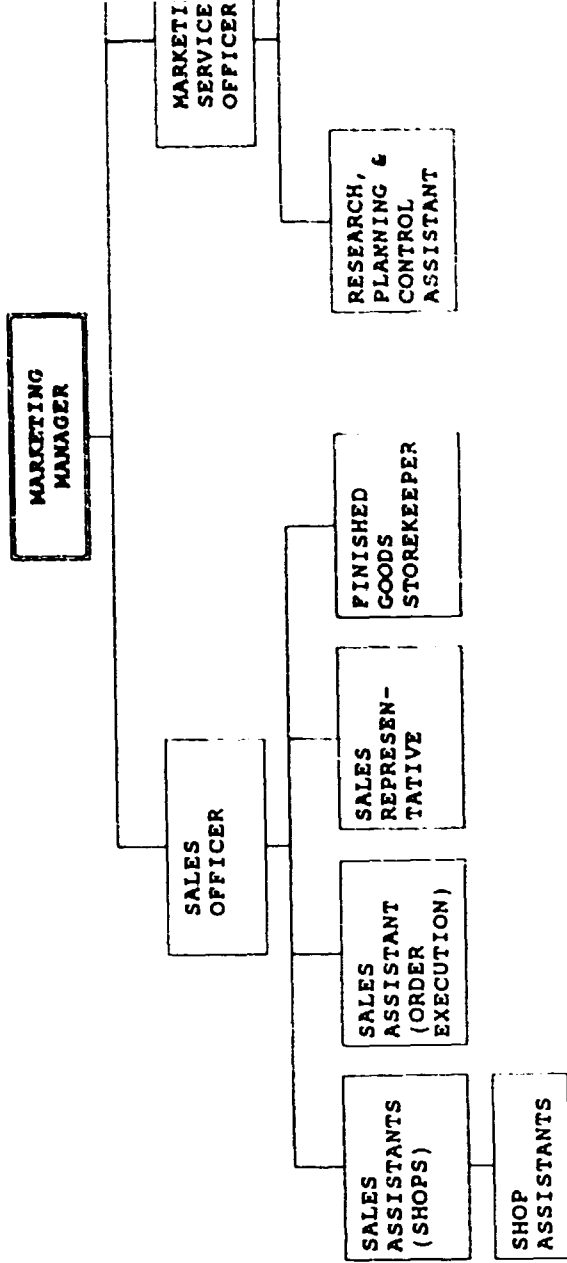 MARKETING
MANAGER
SALES
OFFICER
MARKETI
SERVICE
OFFICER
SALES
ASSISTANTS
(SHOPS)
SALES
ASSISTANT
(ORDER
EXECUTION)
SALES
REPRESEN-
TATIVE
FINISHED
GOODS
STOREKEEPER
RESEARCH,
PLANNING &
CONTROL
ASSISTANT
SHOP
ASSISTANTS